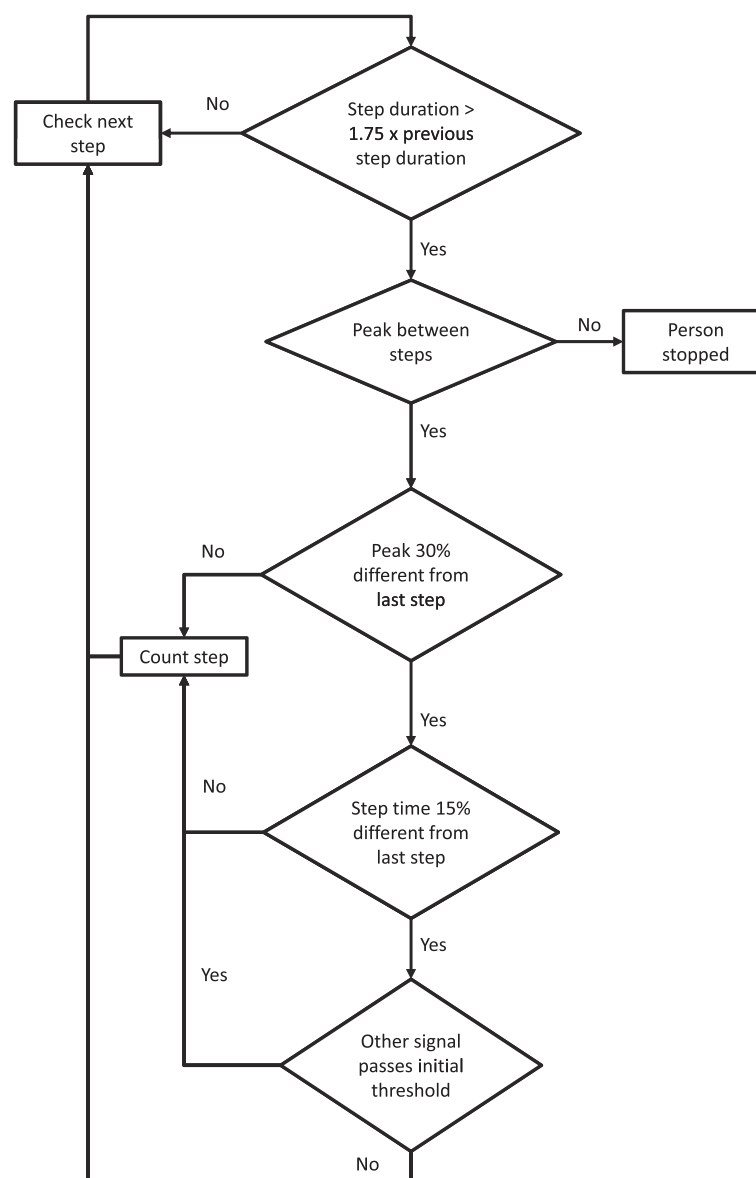 No
Check next
step
Step duration >
1.75 x previous
step duration
Yes
Peak between
steps
No
Person
stopped
Yes
No
Peak 30%
different from
last step
Count step
Yes
No
Step time 15%
different from
last step
Yes
Yes
Other signal
passes initial
threshold
No